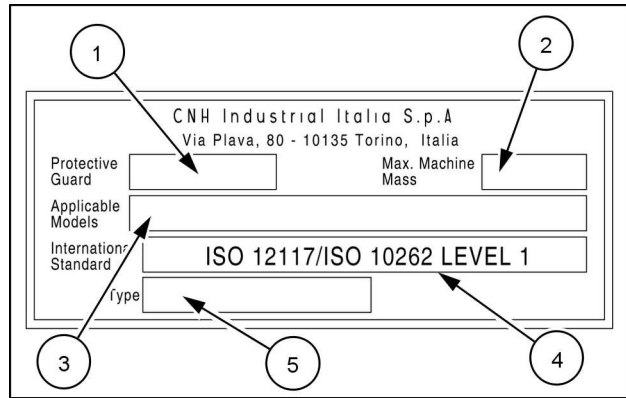 1
2
CNH Industrial Italia S.p.A
Via Plava, 80 - 10135 Torino, Italia
Protective Guard
Max. Machine Mass
Applicable Models
Internationa Standard
ISO 12117/ISO 10262 LEVEL 1
Type
3
5
4